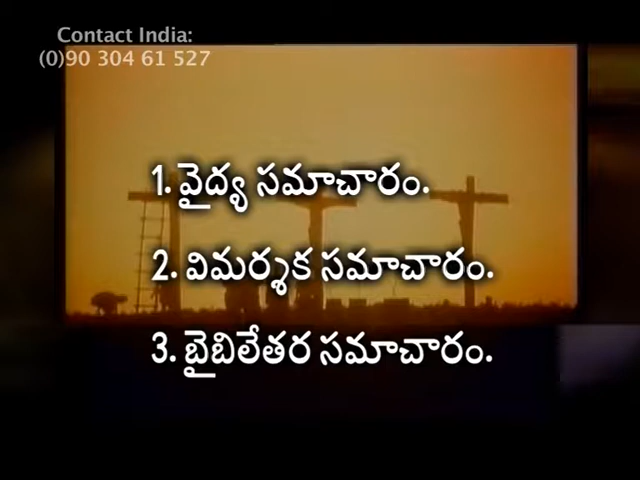 Contact India:
(0)90 304 61 527
1. వైద్య సమాచారం.
2. విమర్శక సమాచారం.
3. బైబిలేతర సమాచారం.